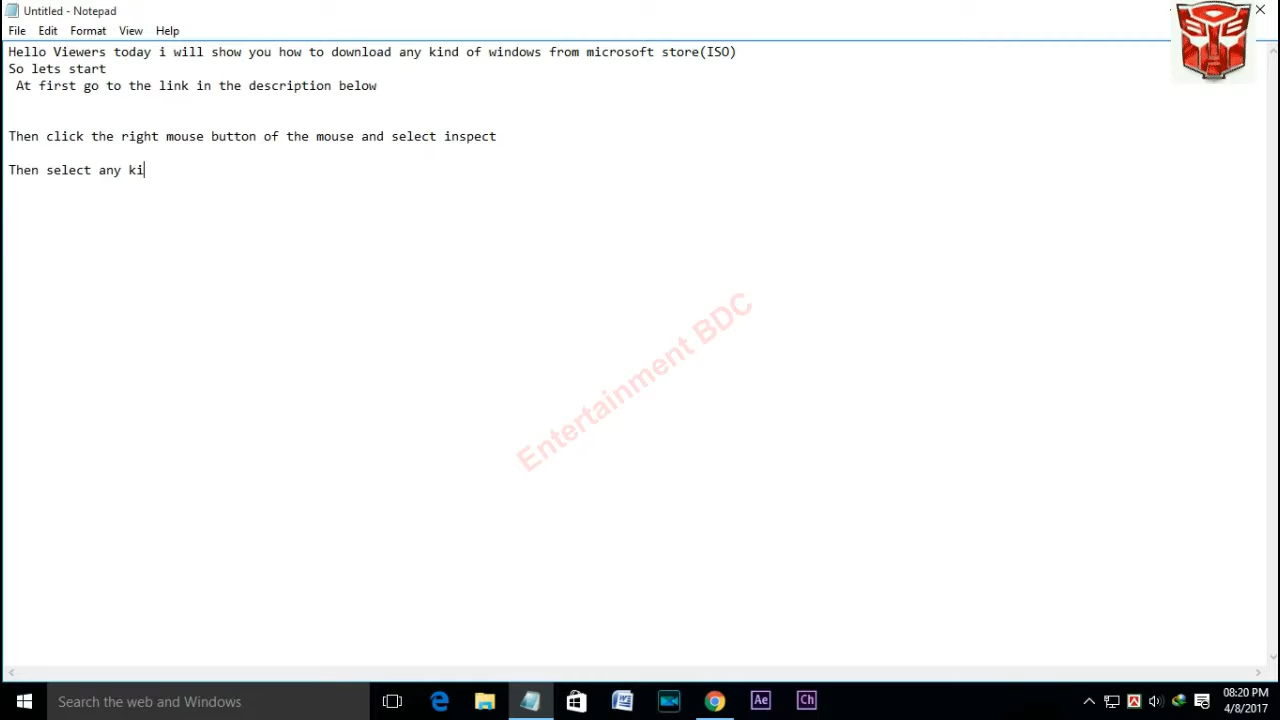 Untitled - Notepad
File Edit Format View Help
Hello Viewers today i will show you how to download any kind of windows from microsoft store(ISO)
So lets start
At first go to the link in the description below
Then click the right mouse button of the mouse and select inspect
Then select any ki
Entertainment BDC
Search the web and Windows
Ae
Ch
08:20 PM
4/8/2017